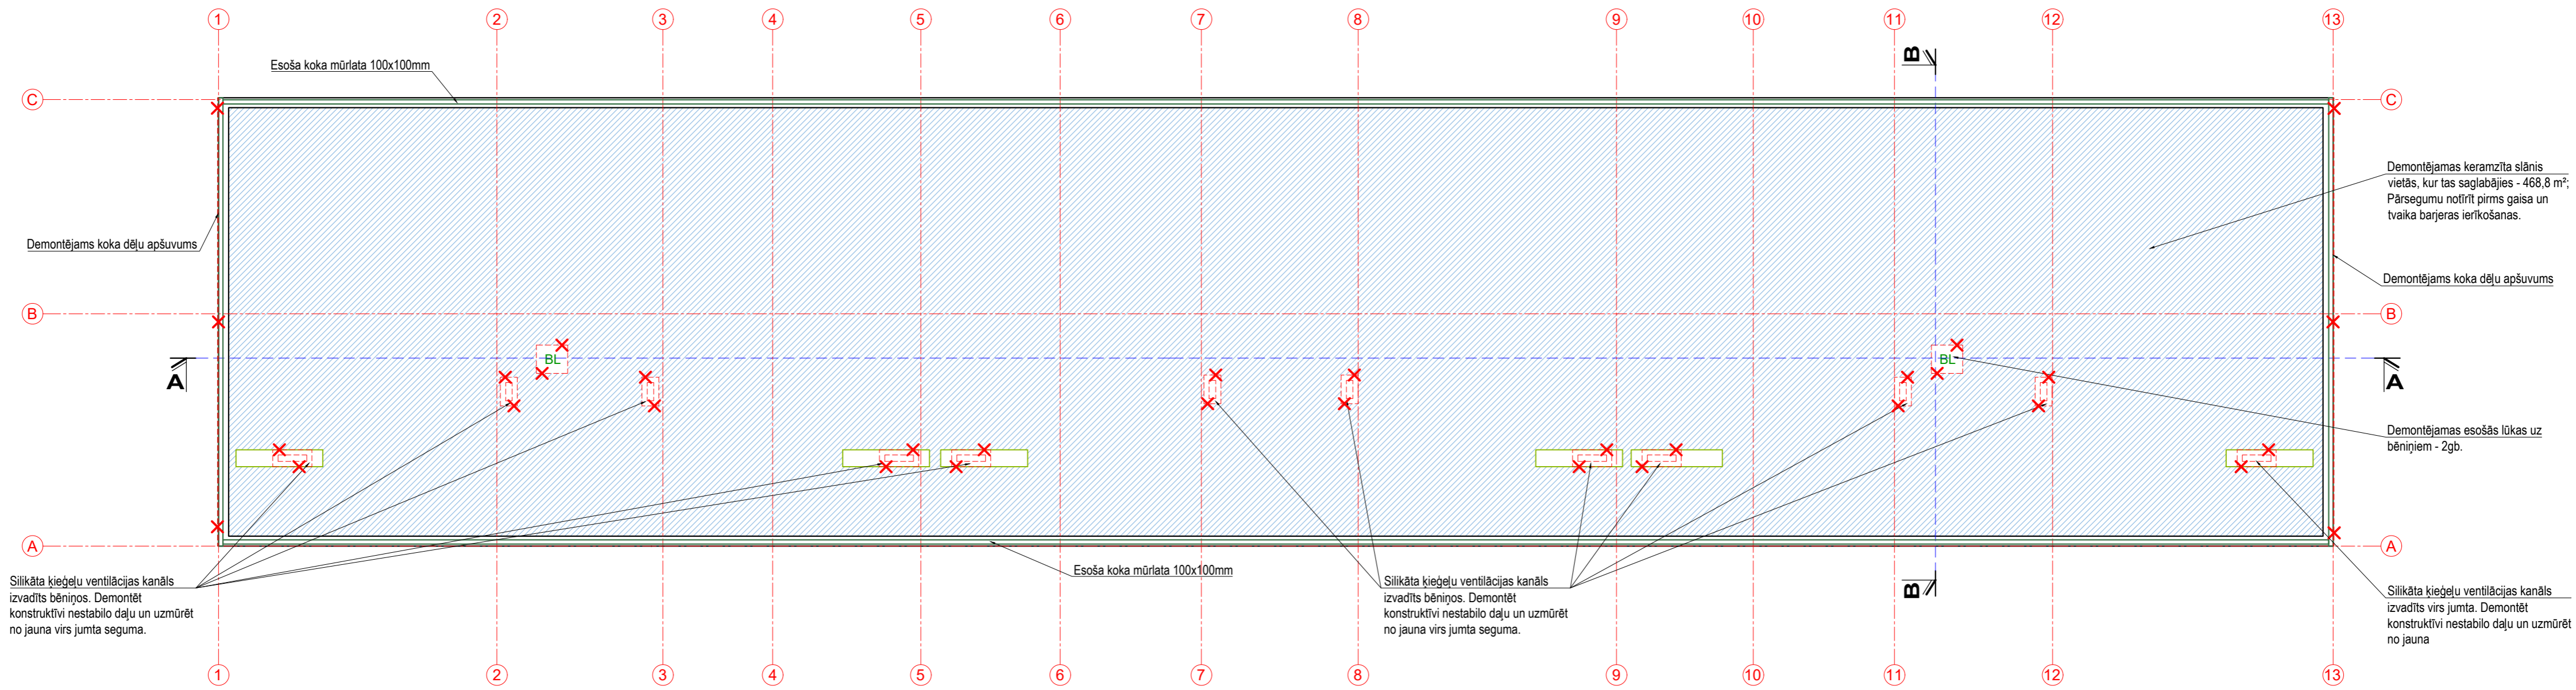 1 2 3 4 5 6 7 8 9 10 11 12 13
B
Esoša koka mūrlata 100x100mm
C C
Demontējamas keramzīta slānis
vietās, kur tas saglabājies - 468,8 m²;
Pārsegumu notīrīt pirms gaisa un
tvaika barjeras ierīkošanas.
Demontējams koka dēļu apšuvums
Demontējams koka dēļu apšuvums
B B
BL BL
A A
Demontējamas esošās lūkas uz
bēniņiem - 2gb.
A A
Esoša koka mūrlata 100x100mm
Silikāta ķieģeļu ventilācijas kanāls
izvadīts bēniņos. Demontēt
konstruktīvi nestabilo daļu un uzmūrēt
no jauna virs jumta seguma.
Silikāta ķieģeļu ventilācijas kanāls
izvadīts bēniņos. Demontēt
konstruktīvi nestabilo daļu un uzmūrēt
no jauna virs jumta seguma.
B
Silikāta ķieģeļu ventilācijas kanāls
izvadīts virs jumta. Demontēt
konstruktīvi nestabilo daļu un uzmūrēt
no jauna
1 2 3 4 5 6 7 8 9 10 11 12 13